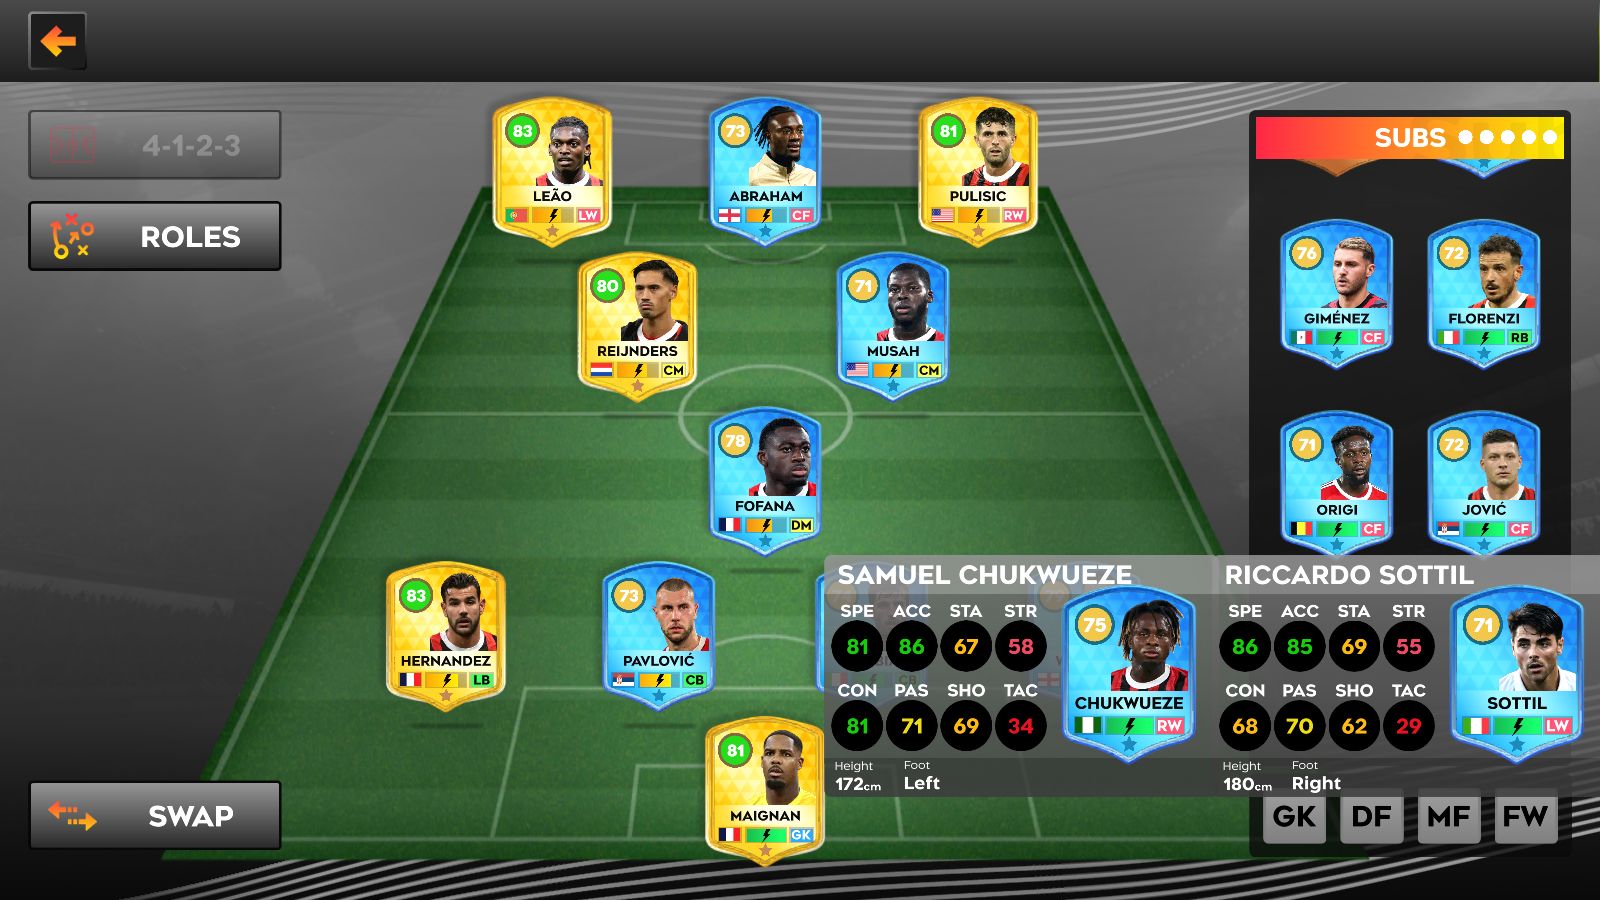 4-1-2-3
ROLES
SWAP
83
LEÃO
LW
73
ABRAHAM
CF
81
PULISIC
RW
80
REIJNDERS
CM
71
MUSAH
CM
78
FOFANA
DM
83
HERNANDEZ
LB
73
PAVLOVIĆ
CB
81
MAIGNAN
GK
SUBS
76
GIMÉNEZ
CF
72
FLORENZI
RB
71
ORIGI
CF
72
JOVIĆ
CF
SAMUEL CHUKWUEZE
SPE ACC STA STR
81 86 67 58
CON PAS SHO TAC
81 71 69 34
Height Foot
172cm Left
75
CHUKWUEZE
RW
RICCARDO SOTTIL
SPE ACC STA STR
86 85 69 55
CON PAS SHO TAC
68 70 62 29
Height Foot
180cm Right
71
SOTTIL
LW
GK DF MF FW